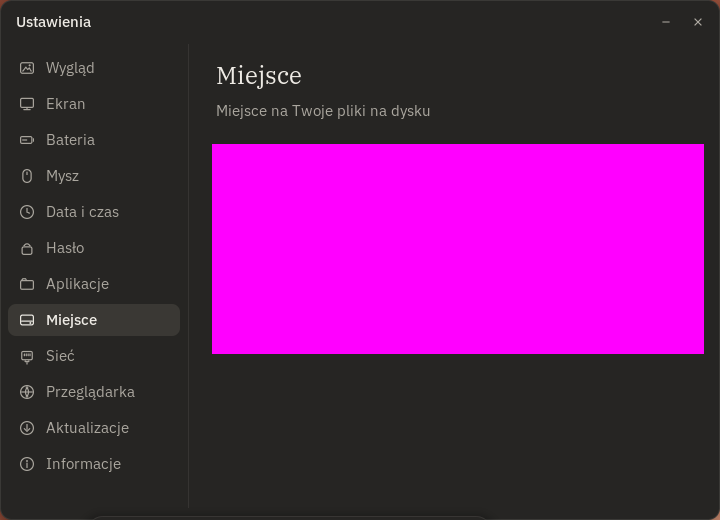 Ustawienia
Wygląd
Ekran
Bateria
Mysz
Data i czas
Hasło
Aplikacje
Miejsce
Sieć
Przeglądarka
Aktualizacje
Informacje
Miejsce
Miejsce na Twoje pliki na dysku